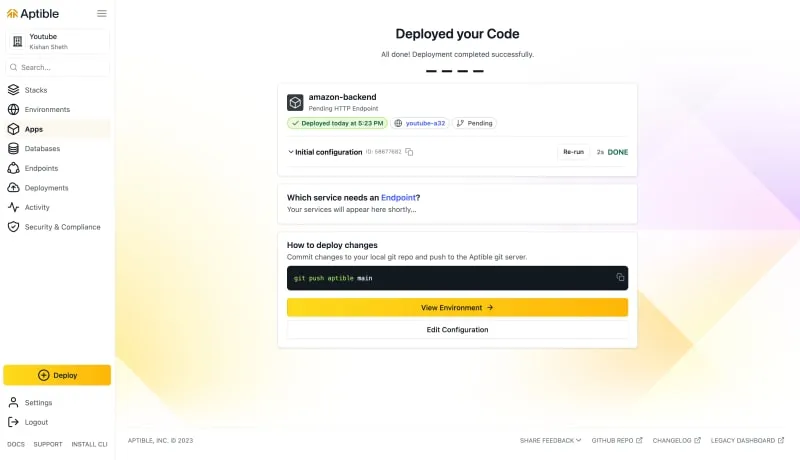 Aptible
Youtube
Kishan Sheth
Search...
Stacks
Environments
Apps
Databases
Endpoints
Deployments
Activity
Security & Compliance
Deploy
Settings
Logout
DOCS SUPPORT INSTALL CLI
Deployed your Code
All done! Deployment completed successfully.
amazon-backend
Pending HTTP Endpoint
Deployed today at 5:23 PM youtube-a32 Pending
Initial configuration ID: 58677682 Re-run 2s DONE
Which service needs an Endpoint?
Your services will appear here shortly...
How to deploy changes
Commit changes to your local git repo and push to the Aptible git server.
git push aptible main
View Environment
Edit Configuration
APTIBLE, INC. © 2023 SHARE FEEDBACK GITHUB REPO CHANGELOG LEGACY DASHBOARD